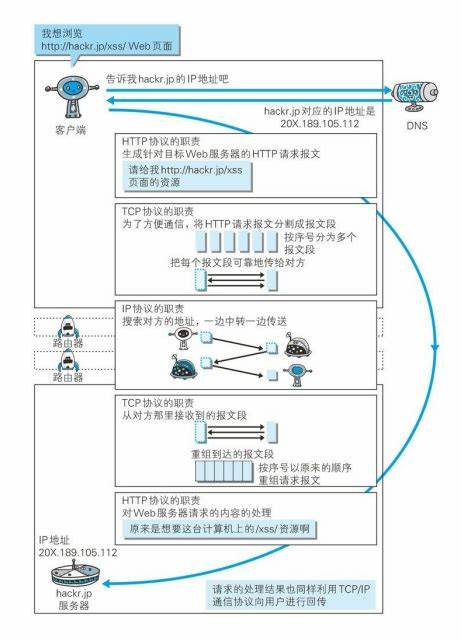 我想浏览
http://hackr.jp/xss/ Web 页面
告诉我hackr.jp的IP地址吧
客户端
DNS
hackr.jp 对应的IP地址是
20X.189.105.112
HTTP协议的职责
生成针对目标Web服务器的HTTP请求报文
请给我http://hackr.jp/xss
页面的资源
TCP协议的职责
为了方便通信，将HTTP请求报文分割成报文段
按序号分为多个
报文段
把每个报文段可靠地传给对方
IP协议的职责
搜索对方的地址，一边中转一边传送
路由器
路由器
TCP协议的职责
从对方那里接收到的报文段
重组到达的报文段
按序号以原来的顺序
重组请求报文
HTTP协议的职责
对Web服务器请求的内容的处理
原来是想要这台计算机上的/xss/资源啊
IP地址
20X.189.105.112
hackr.jp
服务器
请求的处理结果也同样利用TCP/IP
通信协议向用户进行回传